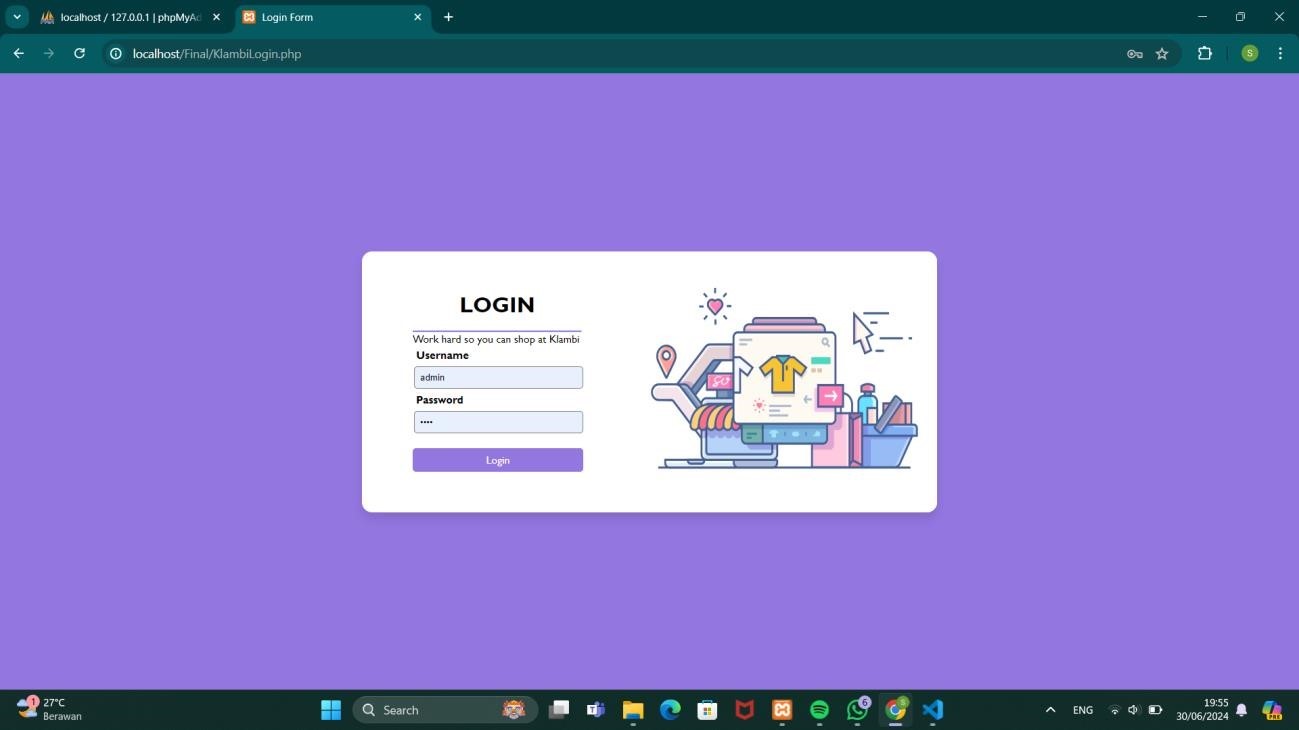 localhost / 127.0.0.1 | phpMyAd
Login Form
localhost/Final/KlambiLogin.php
S
LOGIN
Work hard so you can shop at Klambi
Username
admin
Password
••••
Login
1
27°C
Berawan
Search
6
S
ENG
19:55
30/06/2024
PRE